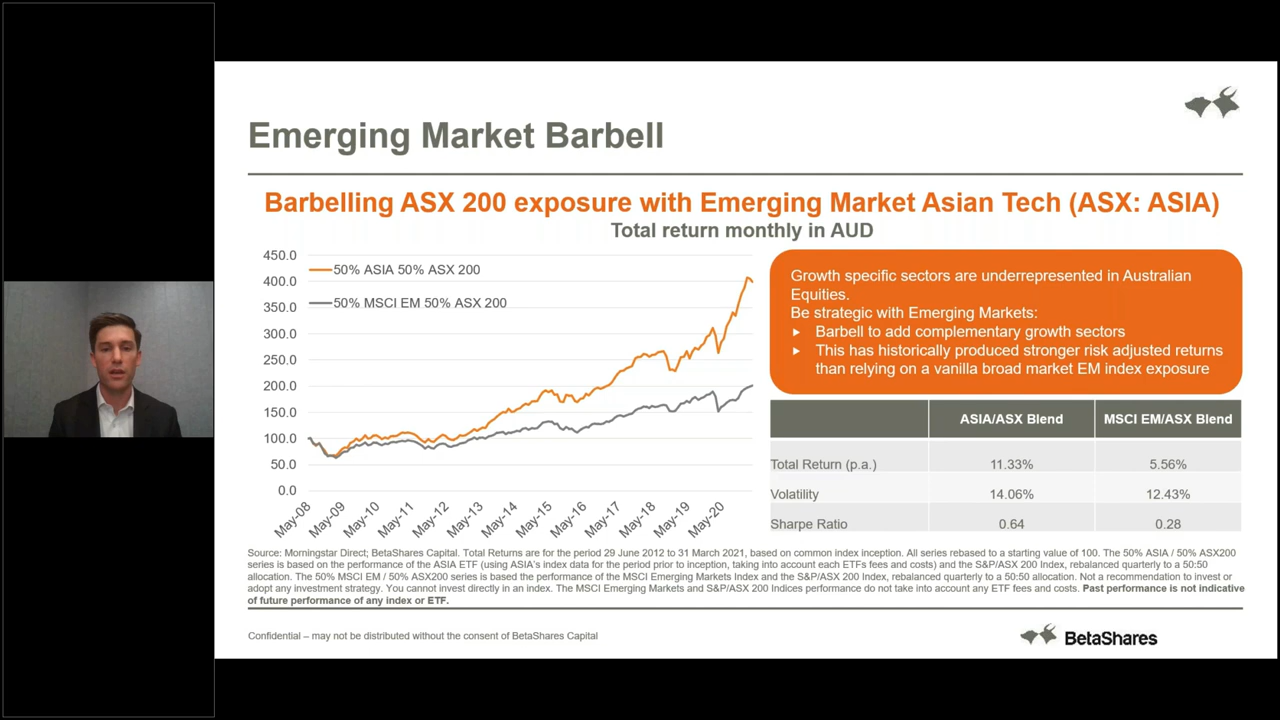 Emerging Market Barbell
Barbelling ASX 200 exposure with Emerging Market Asian Tech (ASX: ASIA)
Total return monthly in AUD
450.0
400.0
350.0
300.0
250.0
200.0
150.0
100.0
50.0
0.0
50% ASIA 50% ASX 200
50% MSCI EM 50% ASX 200
May-08
May-09
May-10
May-11
May-12
May-13
May-14
May-15
May-16
May-17
May-18
May-19
May-20
Growth specific sectors are underrepresented in Australian
Equities.
Be strategic with Emerging Markets:
Barbell to add complementary growth sectors
This has historically produced stronger risk adjusted returns
than relying on a vanilla broad market EM index exposure
ASIA/ASX Blend MSCI EM/ASX Blend
Total Return (p.a.) 11.33% 5.56%
Volatility 14.06% 12.43%
Sharpe Ratio 0.64 0.28
Source: Morningstar Direct; BetaShares Capital. Total Returns are for the period 29 June 2012 to 31 March 2021, based on common index inception. All series rebased to a starting value of 100. The 50% ASIA / 50% ASX200
series is based on the performance of the ASIA ETF (using ASIA's index data for the period prior to inception, taking into account each ETFs fees and costs) and the S&P/ASX 200 Index, rebalanced quarterly to a 50:50
allocation. The 50% MSCI EM / 50% ASX200 series is based the performance of the MSCI Emerging Markets Index and the S&P/ASX 200 Index, rebalanced quarterly to a 50:50 allocation. Not a recommendation to invest or
adopt any investment strategy. You cannot invest directly in an index. The MSCI Emerging Markets and S&P/ASX 200 Indices performance do not take into account any ETF fees and costs. Past performance is not indicative
of future performance of any index or ETF.
Confidential – may not be distributed without the consent of BetaShares Capital
BetaShares